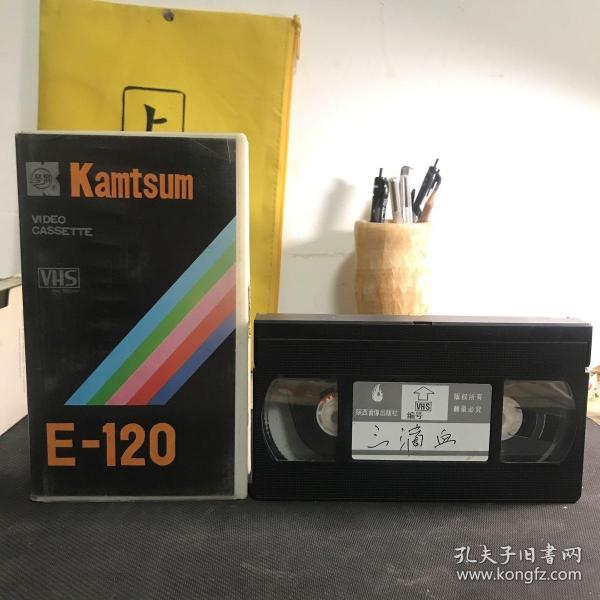 上
Kamtsum
VIDEO
CASSETTE
VHS
E-120
陕西音像出版社
VHS
编号
版权所有
翻录必究
三滴血
孔夫子旧书网
www.kongfz.com